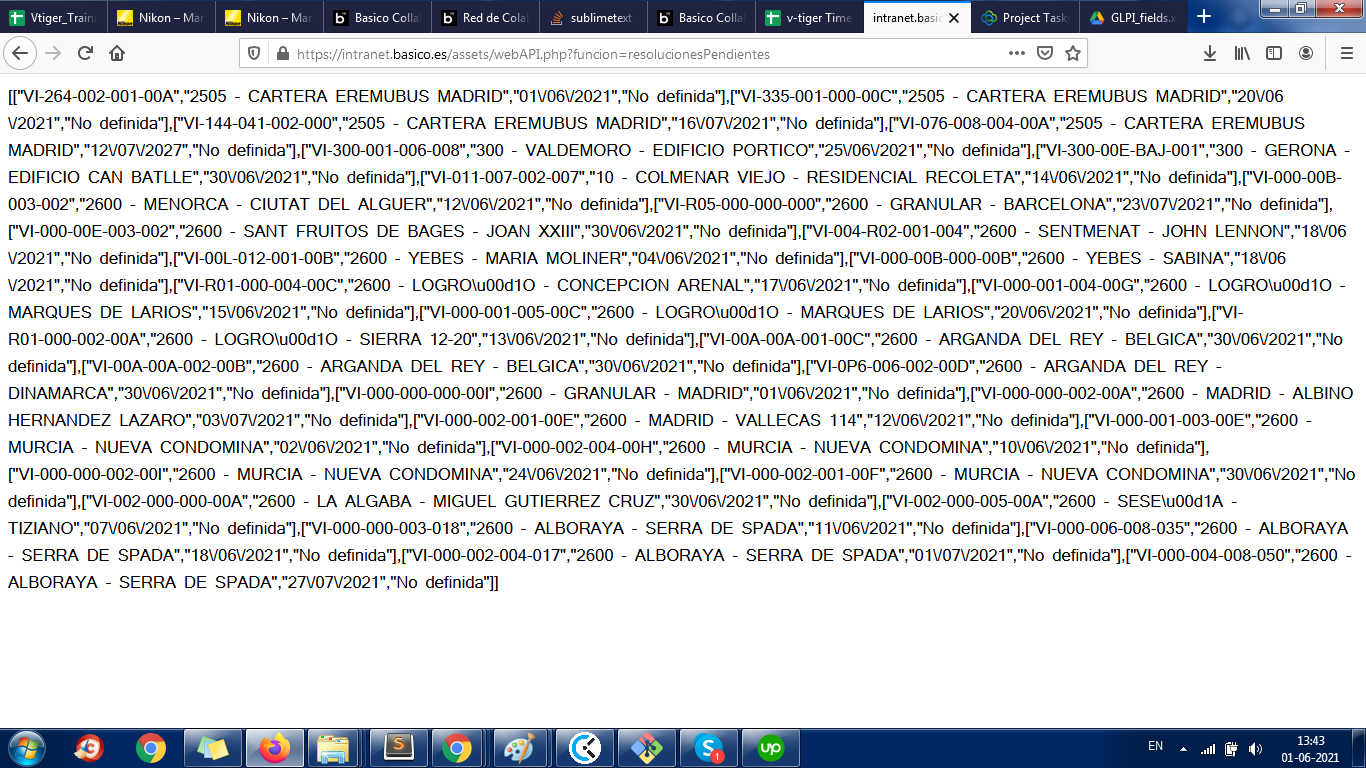 Vtiger_Traini
Nikon – Mar
Nikon – Mar
Basico Collal
Red de Colal
sublimetext
Basico Collal
v-tiger Time
intranet.basic
Project Tasks
GLPI_fields.x
https://intranet.basico.es/assets/webAPI.php?funcion=resolucionesPendientes
[["VI-264-002-001-00A","2505 - CARTERA EREMUBUS MADRID","01\/06\/2021","No definida"],["VI-335-001-000-00C","2505 - CARTERA EREMUBUS MADRID","20\/06
\/2021","No definida"],["VI-144-041-002-000","2505 - CARTERA EREMUBUS MADRID","16\/07\/2021","No definida"],["VI-076-008-004-00A","2505 - CARTERA EREMUBUS
MADRID","12\/07\/2027","No definida"],["VI-300-001-006-008","300 - VALDEMORO - EDIFICIO PORTICO","25\/06\/2021","No definida"],["VI-300-00E-BAJ-001","300 - GERONA -
EDIFICIO CAN BATLLE","30\/06\/2021","No definida"],["VI-011-007-002-007","10 - COLMENAR VIEJO - RESIDENCIAL RECOLETA","14\/06\/2021","No definida"],["VI-000-00B-
003-002","2600 - MENORCA - CIUTAT DEL ALGUER","12\/06\/2021","No definida"],["VI-R05-000-000-000","2600 - GRANULAR - BARCELONA","23\/07\/2021","No definida"],
["VI-000-00E-003-002","2600 - SANT FRUITOS DE BAGES - JOAN XXIII","30\/06\/2021","No definida"],["VI-004-R02-001-004","2600 - SENTMENAT - JOHN LENNON","18\/06
\/2021","No definida"],["VI-00L-012-001-00B","2600 - YEBES - MARIA MOLINER","04\/06\/2021","No definida"],["VI-000-00B-000-00B","2600 - YEBES - SABINA","18\/06
\/2021","No definida"],["VI-R01-000-004-00C","2600 - LOGRO\u00d1O - CONCEPCION ARENAL","17\/06\/2021","No definida"],["VI-000-001-004-00G","2600 - LOGRO\u00d1O -
MARQUES DE LARIOS","15\/06\/2021","No definida"],["VI-000-001-005-00C","2600 - LOGRO\u00d1O - MARQUES DE LARIOS","20\/06\/2021","No definida"],["VI-
R01-000-002-00A","2600 - LOGRO\u00d1O - SIERRA 12-20","13\/06\/2021","No definida"],["VI-00A-00A-001-00C","2600 - ARGANDA DEL REY - BELGICA","30\/06\/2021","No
definida"],["VI-00A-00A-002-00B","2600 - ARGANDA DEL REY - BELGICA","30\/06\/2021","No definida"],["VI-0P6-006-002-00D","2600 - ARGANDA DEL REY -
DINAMARCA","30\/06\/2021","No definida"],["VI-000-000-000-00I","2600 - GRANULAR - MADRID","01\/06\/2021","No definida"],["VI-000-000-002-00A","2600 - MADRID - ALBINO
HERNANDEZ LAZARO","03\/07\/2021","No definida"],["VI-000-002-001-00E","2600 - MADRID - VALLECAS 114","12\/06\/2021","No definida"],["VI-000-001-003-00E","2600 -
MURCIA - NUEVA CONDOMINA","02\/06\/2021","No definida"],["VI-000-002-004-00H","2600 - MURCIA - NUEVA CONDOMINA","10\/06\/2021","No definida"],
["VI-000-000-002-00I","2600 - MURCIA - NUEVA CONDOMINA","24\/06\/2021","No definida"],["VI-000-002-001-00F","2600 - MURCIA - NUEVA CONDOMINA","30\/06\/2021","No
definida"],["VI-002-000-000-00A","2600 - LA ALGABA - MIGUEL GUTIERREZ CRUZ","30\/06\/2021","No definida"],["VI-002-000-005-00A","2600 - SESE\u00d1A -
TIZIANO","07\/06\/2021","No definida"],["VI-000-000-003-018","2600 - ALBORAYA - SERRA DE SPADA","11\/06\/2021","No definida"],["VI-000-006-008-035","2600 - ALBORAYA
- SERRA DE SPADA","18\/06\/2021","No definida"],["VI-000-002-004-017","2600 - ALBORAYA - SERRA DE SPADA","01\/07\/2021","No definida"],["VI-000-004-008-050","2600 -
ALBORAYA - SERRA DE SPADA","27\/07\/2021","No definida"]]
EN
13:43
01-06-2021